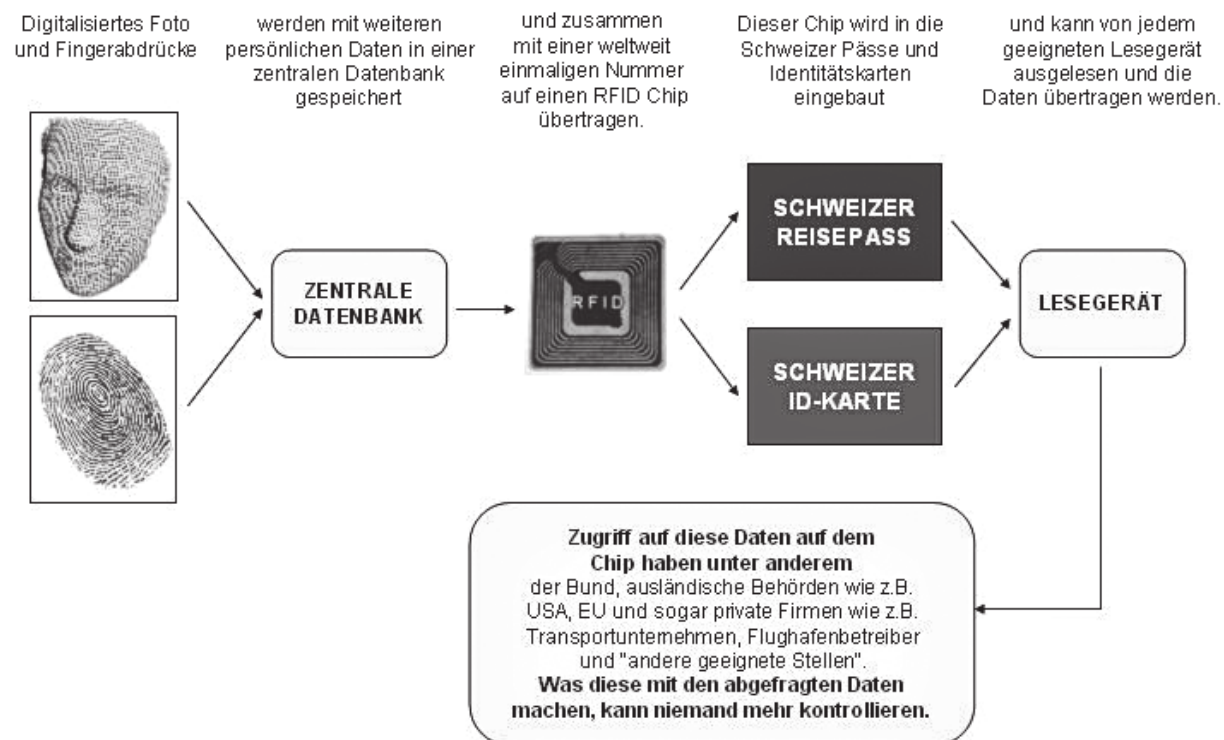 Digitalisiertes Foto
und Fingerabdrücke
werden mit weiteren
persönlichen Daten in einer
zentralen Datenbank
gespeichert
und zusammen
mit einer weltweit
einmaligen Nummer
auf einen RFID Chip
übertragen.
Dieser Chip wird in die
Schweizer Pässe und
Identitätskarten
eingebaut
und kann von jedem
geeigneten Lesegerät
ausgelesen und die
Daten übertragen werden.
ZENTRALE
DATENBANK
RFID
SCHWEIZER
REISEPASS
SCHWEIZER
ID-KARTE
LESEGERÄT
Zugriff auf diese Daten auf dem
Chip haben unter anderem
der Bund, ausländische Behörden wie z.B.
USA, EU und sogar private Firmen wie z.B.
Transportunternehmen, Flughafenbetreiber
und "andere geeignete Stellen".
Was diese mit den abgefragten Daten
machen, kann niemand mehr kontrollieren.